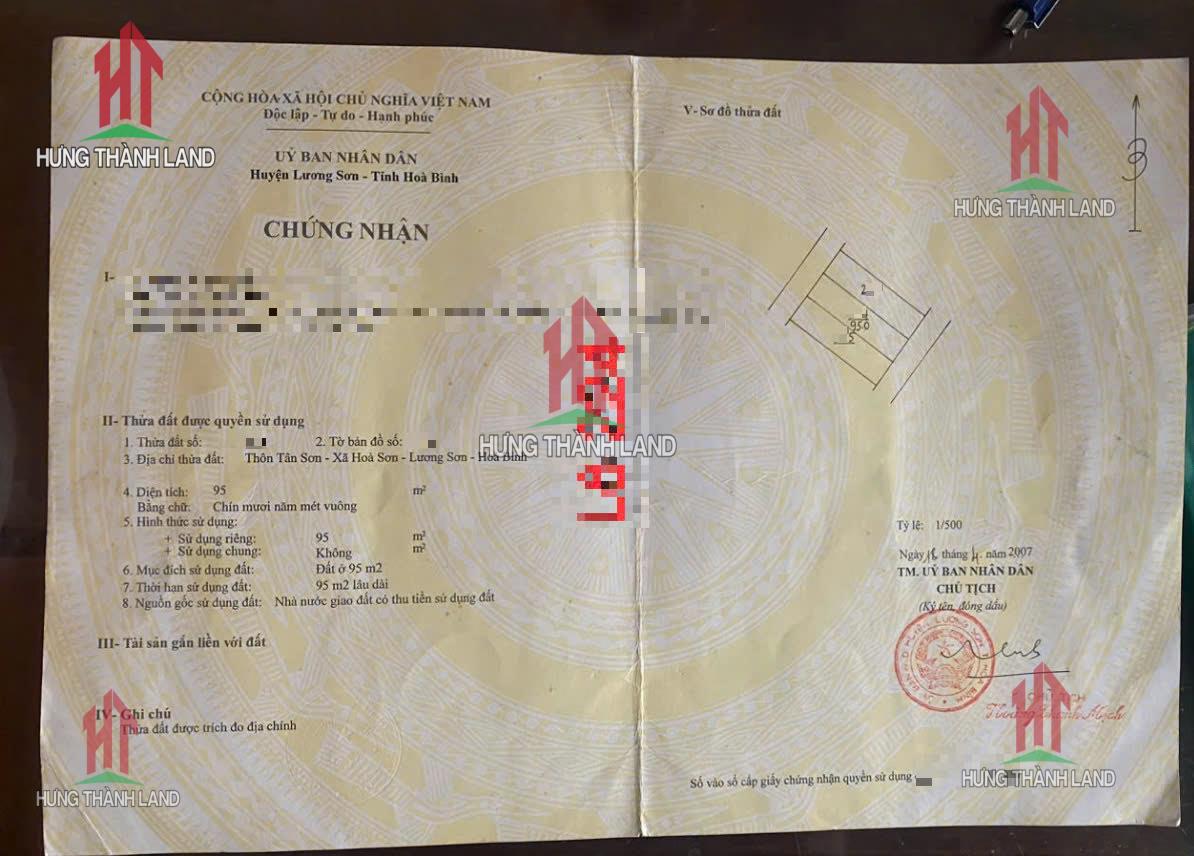 CỘNG HÒA XÃ HỘI CHỦ NGHĨA VIỆT NAM
Độc lập - Tự do - Hạnh phúc
UỶ BAN NHÂN DÂN
Huyện Lương Sơn - Tỉnh Hoà Bình
CHỨNG NHẬN
I-
II- Thửa đất được quyền sử dụng
1. Thửa đất số: 2. Tờ bản đồ số:
3. Địa chỉ thửa đất: Thôn Tân Sơn - Xã Hoà Sơn - Lương Sơn - Hoà Bình
4. Diện tích: 95 m²
Bằng chữ: Chín mươi năm mét vuông
5. Hình thức sử dụng:
+ Sử dụng riêng: 95 m²
+ Sử dụng chung: Không m²
6. Mục đích sử dụng đất: Đất ở 95 m2
7. Thời hạn sử dụng đất: 95 m2 lâu dài
8. Nguồn gốc sử dụng đất: Nhà nước giao đất có thu tiền sử dụng đất
III- Tài sản gắn liền với đất
IV- Ghi chú
Thửa đất được trích đo địa chính
V- Sơ đồ thửa đất
Tỷ lệ: 1/500
Ngày 18 tháng 4 năm 2007
TM. UỶ BAN NHÂN DÂN
CHỦ TỊCH
(Ký tên, đóng dấu)
Số vào sổ cấp giấy chứng nhận quyền sử dụng
HƯNG THÀNH LAND
HƯNG THÀNH LAND
HƯNG THÀNH LAND
HƯNG THÀNH LAND
HƯNG THÀNH LAND